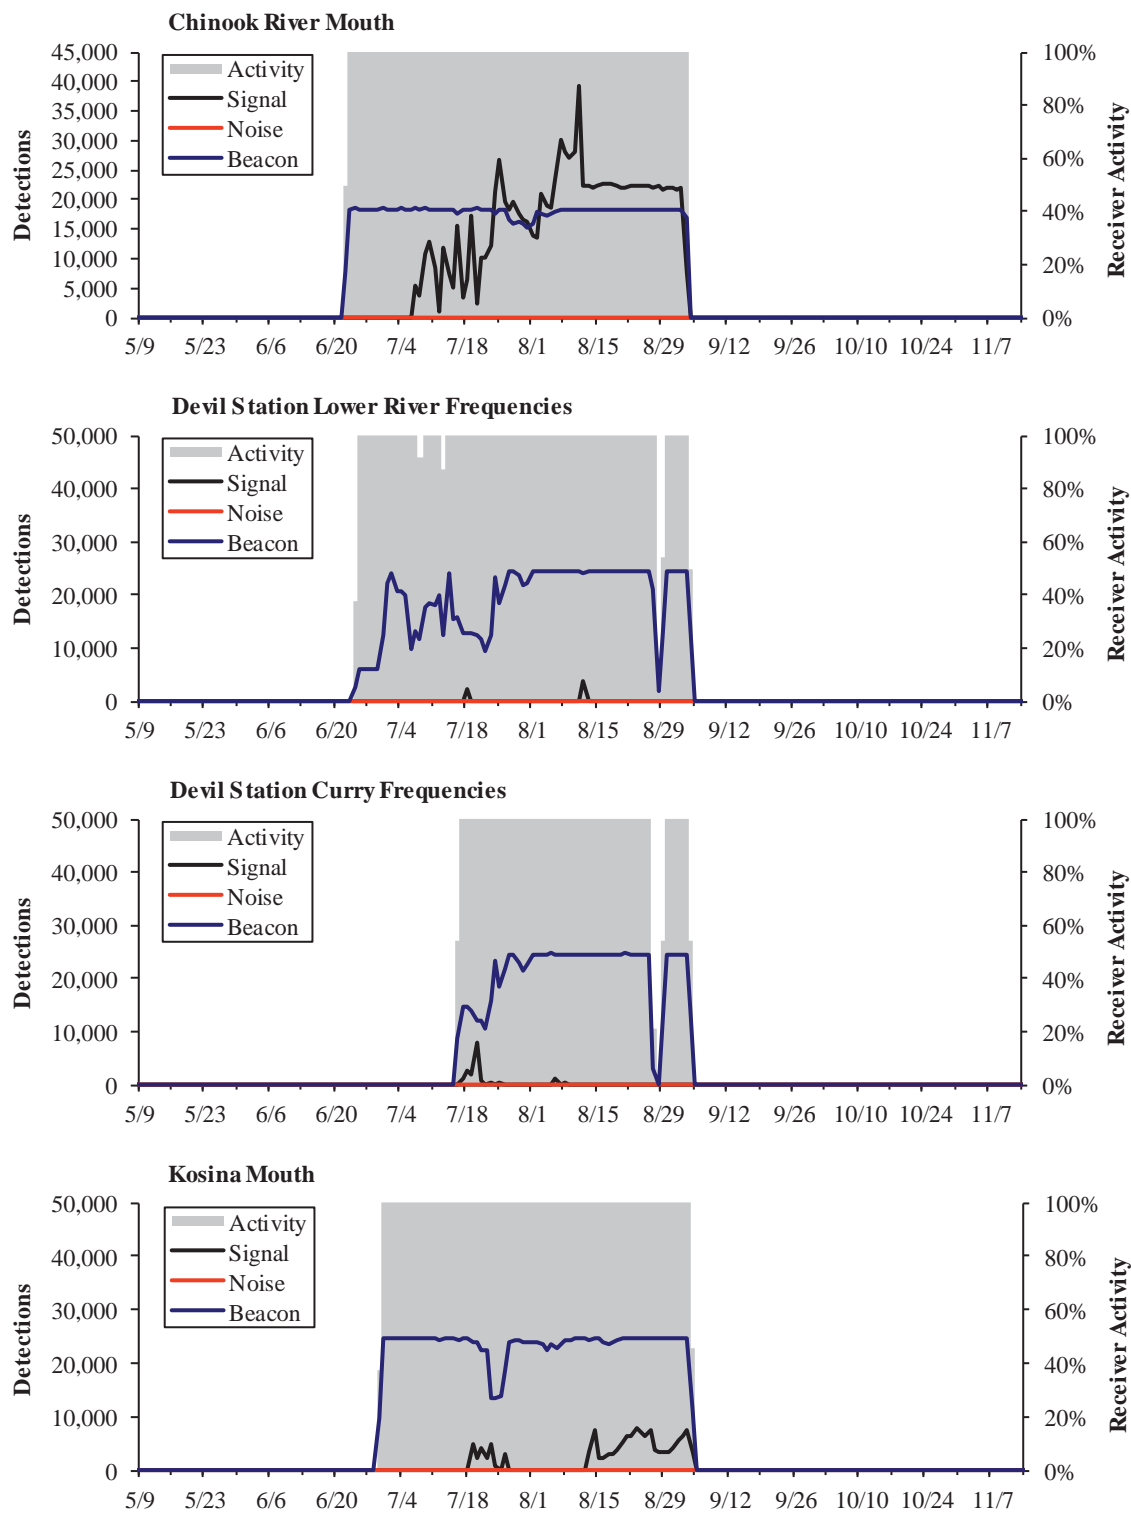 Chinook River Mouth
45,000
40,000
35,000
30,000
25,000
20,000
15,000
10,000
5,000
0
Detections
Activity
Signal
Noise
Beacon
100%
80%
60%
40%
20%
0%
Receiver Activity
5/9 5/23 6/6 6/20 7/4 7/18 8/1 8/15 8/29 9/12 9/26 10/10 10/24 11/7
Devil Station Lower River Frequencies
50,000
40,000
30,000
20,000
10,000
0
Detections
Activity
Signal
Noise
Beacon
100%
80%
60%
40%
20%
0%
Receiver Activity
5/9 5/23 6/6 6/20 7/4 7/18 8/1 8/15 8/29 9/12 9/26 10/10 10/24 11/7
Devil Station Curry Frequencies
50,000
40,000
30,000
20,000
10,000
0
Detections
Activity
Signal
Noise
Beacon
100%
80%
60%
40%
20%
0%
Receiver Activity
5/9 5/23 6/6 6/20 7/4 7/18 8/1 8/15 8/29 9/12 9/26 10/10 10/24 11/7
Kosina Mouth
50,000
40,000
30,000
20,000
10,000
0
Detections
Activity
Signal
Noise
Beacon
100%
80%
60%
40%
20%
0%
Receiver Activity
5/9 5/23 6/6 6/20 7/4 7/18 8/1 8/15 8/29 9/12 9/26 10/10 10/24 11/7